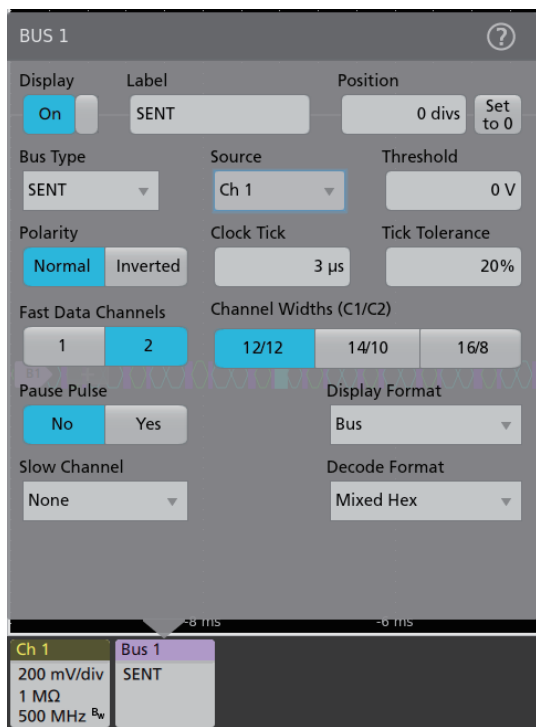 BUS 1 ?
Display Label Position
On SENT 0 divs Set to 0
Bus Type Source Threshold
SENT Ch 1 0 V
Polarity Clock Tick Tick Tolerance
Normal Inverted 3 µs 20%
Fast Data Channels Channel Widths (C1/C2)
1 2 12/12 14/10 16/8
B1
Pause Pulse Display Format
No Yes Bus
Slow Channel Decode Format
None Mixed Hex
-8 ms -6 ms
Ch 1 Bus 1
200 mV/div SENT
1 MΩ
500 MHz Bw